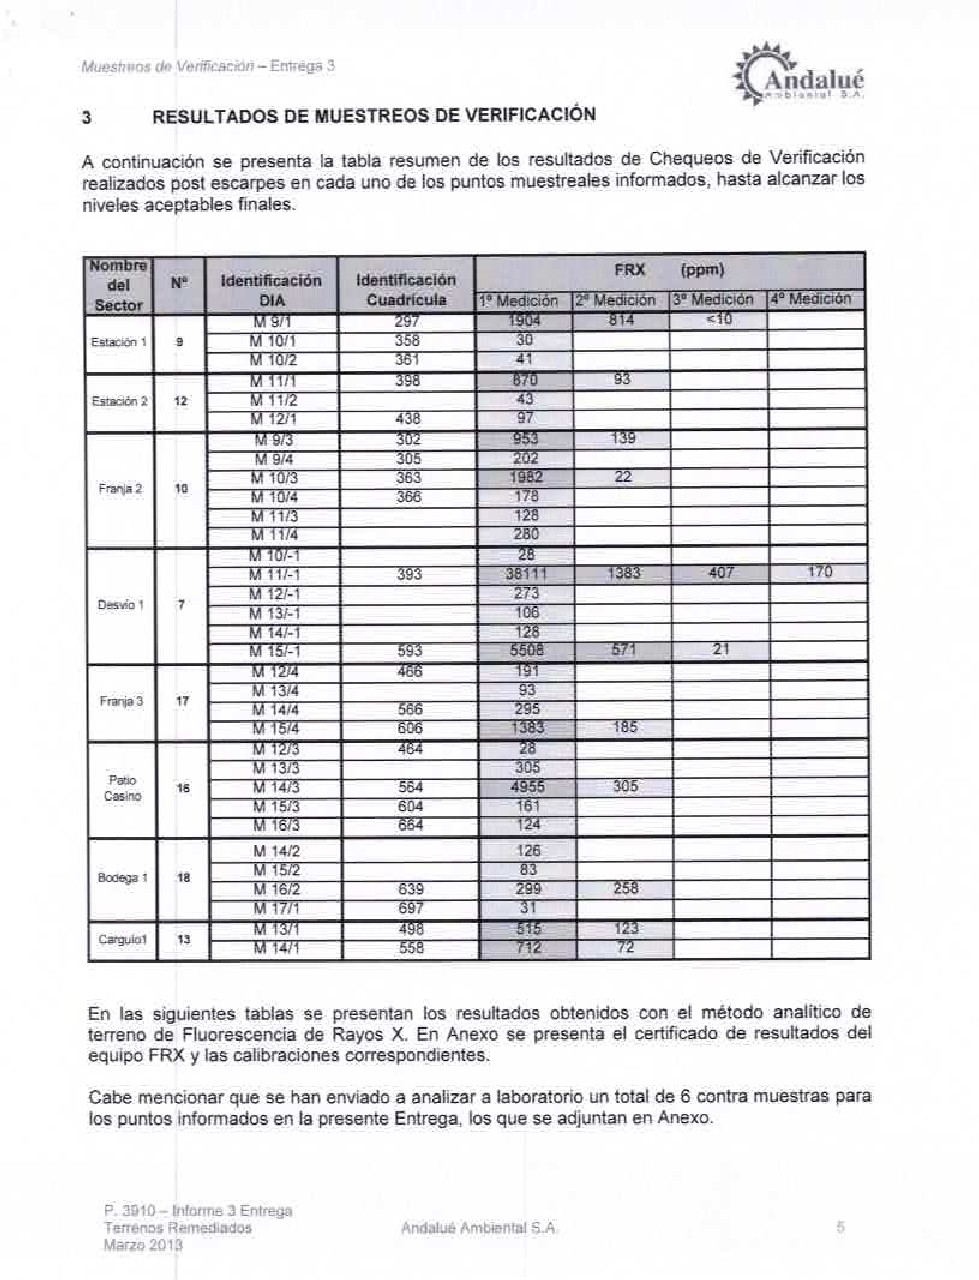 Muestreos de Verificación – Entrega 3
Andalué
Ambiental S.A.
3 RESULTADOS DE MUESTREOS DE VERIFICACIÓN
A continuación se presenta la tabla resumen de los resultados de Chequeos de Verificación
realizados post escarpes en cada uno de los puntos muestreales informados, hasta alcanzar los
niveles aceptables finales.
Nombre del Sector N° Identificación DIA Identificación Cuadrícula FRX (ppm)
1° Medición 2° Medición 3° Medición 4° Medición
Estación 1 9 M 9/1 297 1904 814 <10
M 10/1 358 30
M 10/2 361 41
Estación 2 12 M 11/1 398 870 93
M 11/2 43
M 12/1 438 97
Franja 2 10 M 9/3 302 953 139
M 9/4 305 202
M 10/3 363 1982 22
M 10/4 366 178
M 11/3 128
M 11/4 280
Desvío 1 7 M 10/-1 28
M 11/-1 393 38111 1383 407 170
M 12/-1 273
M 13/-1 106
M 14/-1 128
M 15/-1 593 5508 571 21
Franja 3 17 M 12/4 466 191
M 13/4 93
M 14/4 566 295
M 15/4 606 1383 185
Patio Casino 16 M 12/3 464 28
M 13/3 305
M 14/3 564 4955 305
M 15/3 604 161
M 16/3 664 124
Bodega 1 18 M 14/2 126
M 15/2 83
M 16/2 639 299 258
M 17/1 697 31
Carguio1 13 M 13/1 498 515 123
M 14/1 558 712 72
En las siguientes tablas se presentan los resultados obtenidos con el método analítico de
terreno de Fluorescencia de Rayos X. En Anexo se presenta el certificado de resultados del
equipo FRX y las calibraciones correspondientes.
Cabe mencionar que se han enviado a analizar a laboratorio un total de 6 contra muestras para
los puntos informados en la presente Entrega, los que se adjuntan en Anexo.
P. 3910 – Informe 3 Entrega
Terrenos Remediados
Marzo 2013
Andalué Ambiental S.A.
5